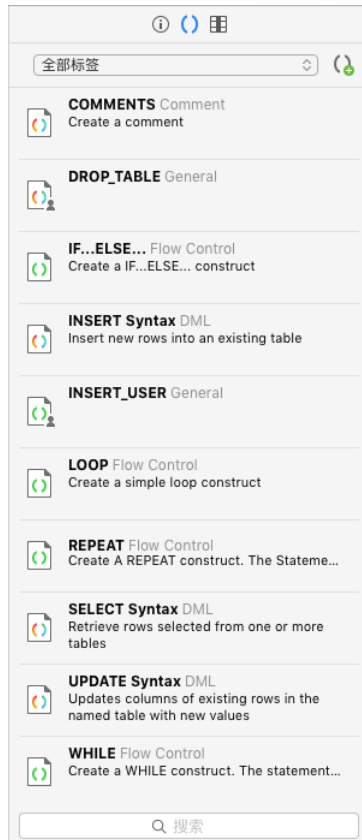 全部标签
COMMENTS Comment
Create a comment
DROP_TABLE General
IF...ELSE... Flow Control
Create a IF...ELSE... construct
INSERT Syntax DML
Insert new rows into an existing table
INSERT_USER General
LOOP Flow Control
Create a simple loop construct
REPEAT Flow Control
Create A REPEAT construct. The Stateme...
SELECT Syntax DML
Retrieve rows selected from one or more
tables
UPDATE Syntax DML
Updates columns of existing rows in the
named table with new values
WHILE Flow Control
Create a WHILE construct. The statement...
搜索